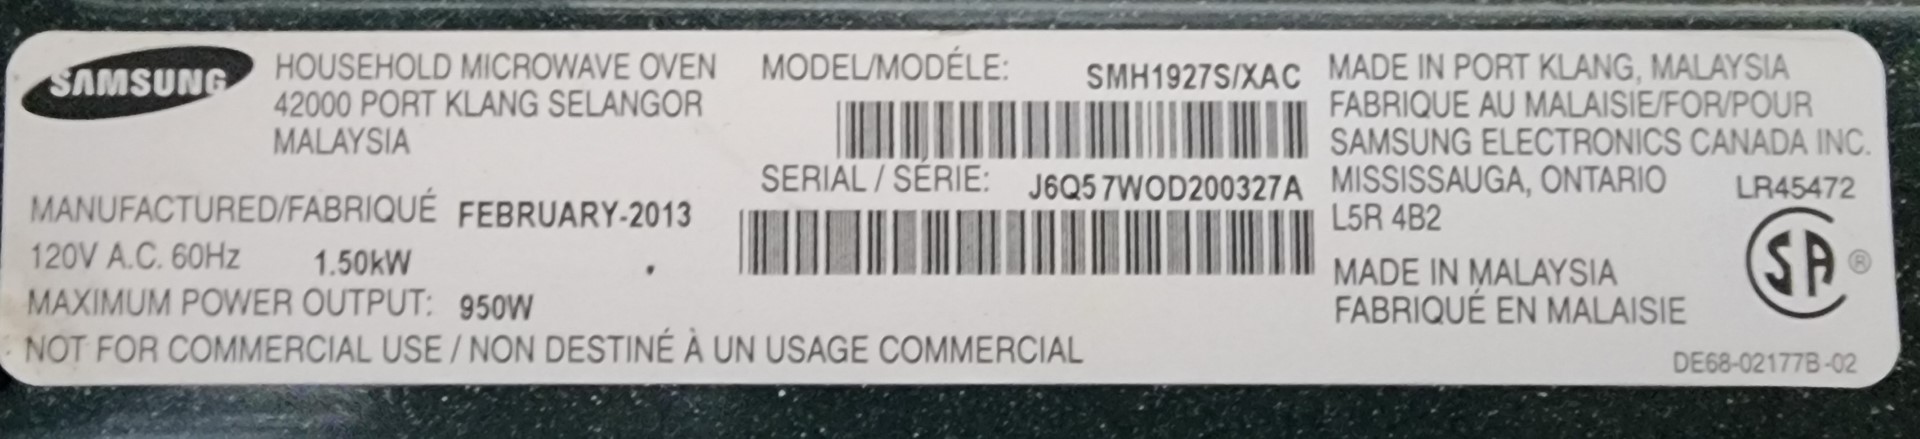 SAMSUNG
HOUSEHOLD MICROWAVE OVEN
42000 PORT KLANG SELANGOR
MALAYSIA
MANUFACTURED/FABRIQUÉ FEBRUARY-2013
120V A.C. 60Hz 1.50kW
MAXIMUM POWER OUTPUT: 950W
NOT FOR COMMERCIAL USE / NON DESTINÉ À UN USAGE COMMERCIAL
MODEL/MODÉLE: SMH1927S/XAC
SERIAL / SÉRIE: J6Q57WOD200327A
MADE IN PORT KLANG, MALAYSIA
FABRIQUE AU MALAISIE/FOR/POUR
SAMSUNG ELECTRONICS CANADA INC.
MISSISSAUGA, ONTARIO LR45472
L5R 4B2
SA ®
MADE IN MALAYSIA
FABRIQUÉ EN MALAISIE
DE68-02177B-02